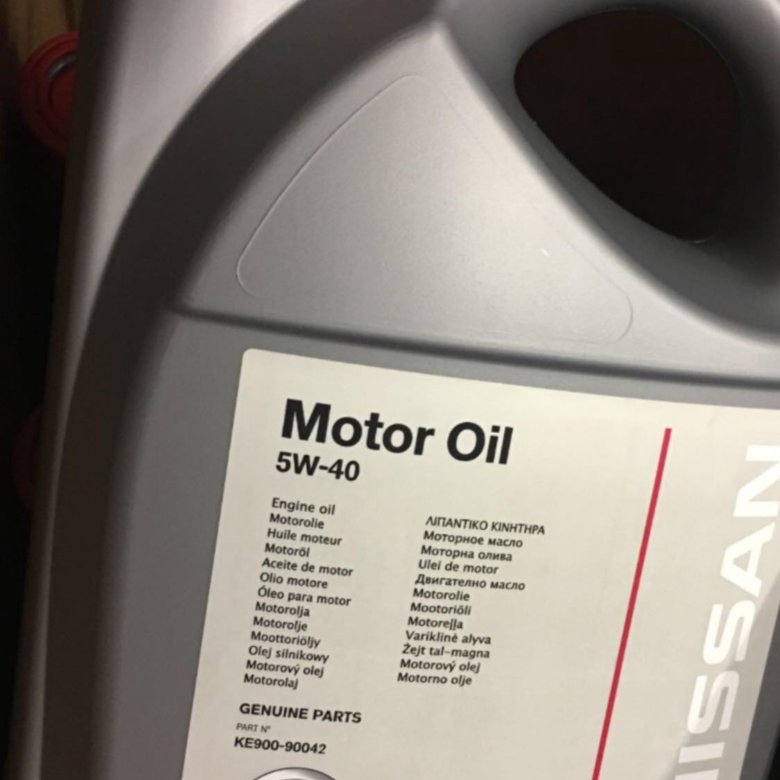 Motor Oil
5W-40
Engine oil
Motorolie
Huile moteur
Motoröl
Aceite de motor
Olio motore
Óleo para motor
Motorolja
Motorolje
Moottoriöljy
Olej silnikowy
Motorový olej
Motorolaj
ΛΙΠΑΝΤΙΚΟ ΚΙΝΗΤΗΡΑ
Моторное масло
Моторна олива
Ulei de motor
Двигателно масло
Motorolie
Mootoriõli
Motoreļļa
Variklinė alyva
Żejt tal-magna
Motorový olej
Motorno olje
GENUINE PARTS
PART N°
KE900-90042
NISSAN